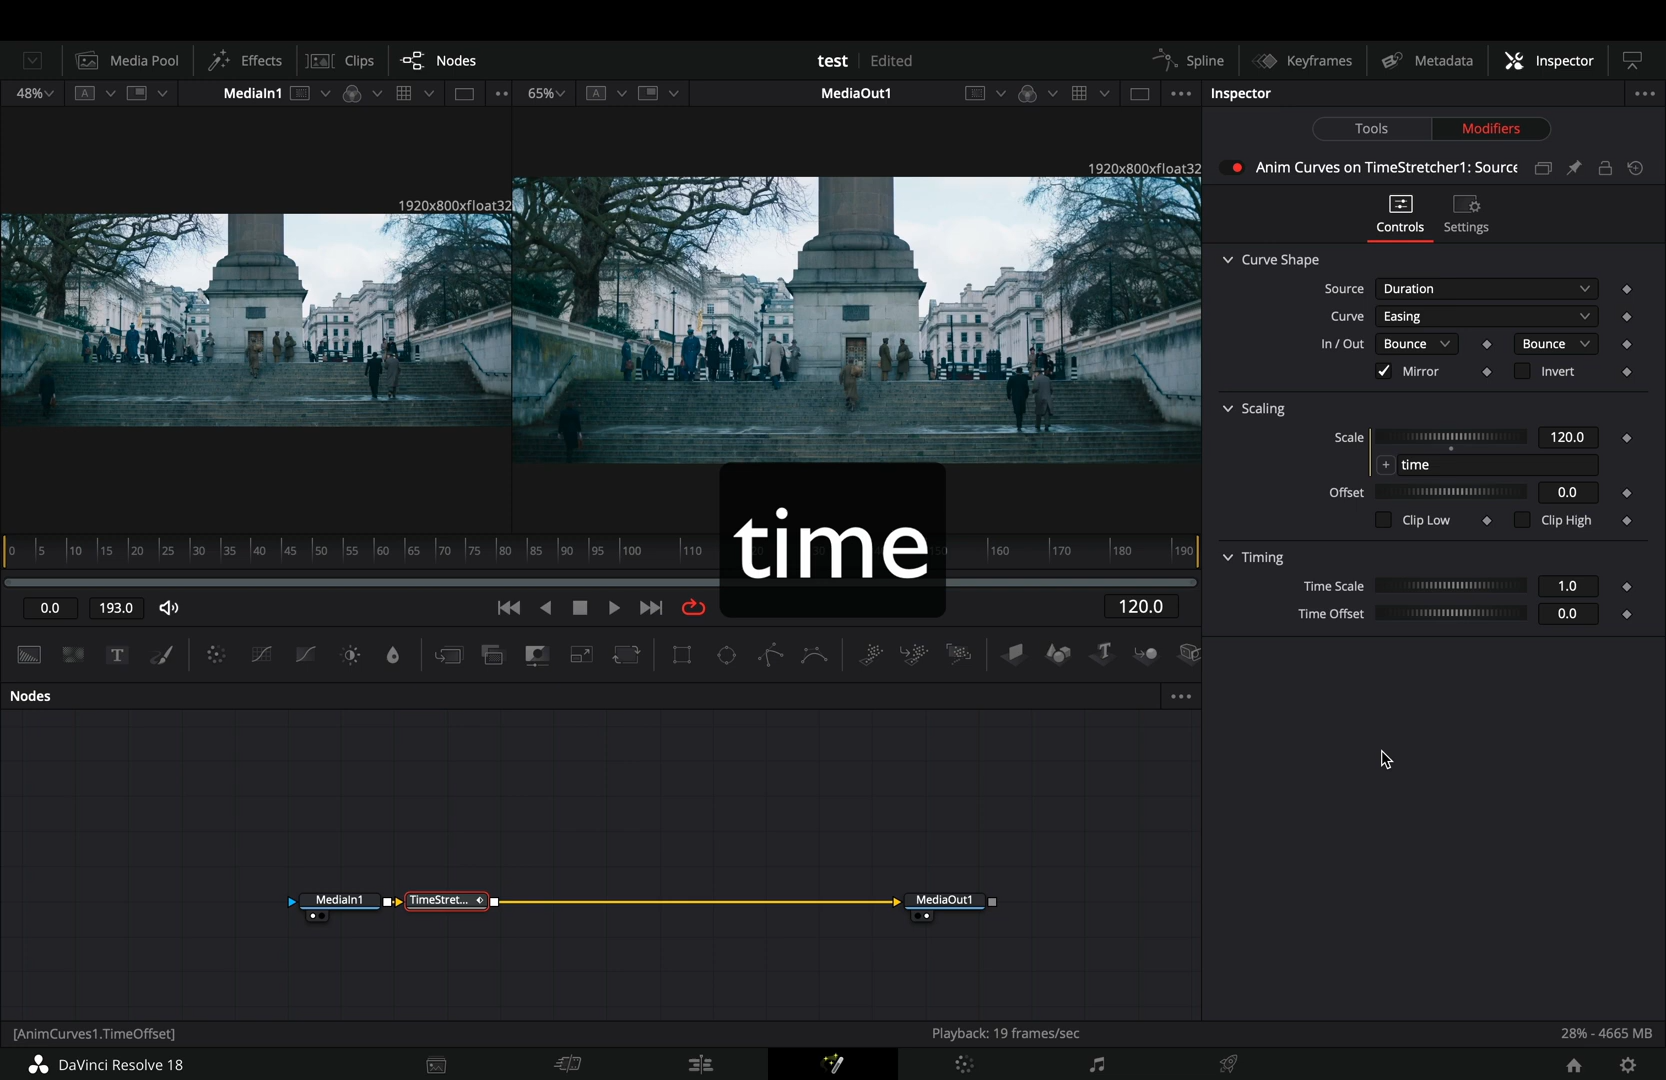 Media Pool
Effects
Clips
Nodes
test
Edited
Spline
Keyframes
Metadata
Inspector
48%
A
MediaIn1
65%
A
MediaOut1
Inspector
Tools
Modifiers
1920x800xfloat32
1920x800xfloat32
Anim Curves on TimeStretcher1: Source
Controls
Settings
Curve Shape
Source
Duration
Curve
Easing
In / Out
Bounce
Bounce
Mirror
Invert
Scaling
Scale
120.0
time
Offset
0.0
Clip Low
Clip High
time
0 5 10 15 20 25 30 35 40 45 50 55 60 65 70 75 80 85 90 95 100 110 160 170 180 190
Timing
Time Scale
1.0
Time Offset
0.0
0.0
193.0
120.0
T
T
Nodes
MediaIn1
TimeStret...
MediaOut1
[AnimCurves1.TimeOffset]
Playback: 19 frames/sec
28% - 4665 MB
DaVinci Resolve 18